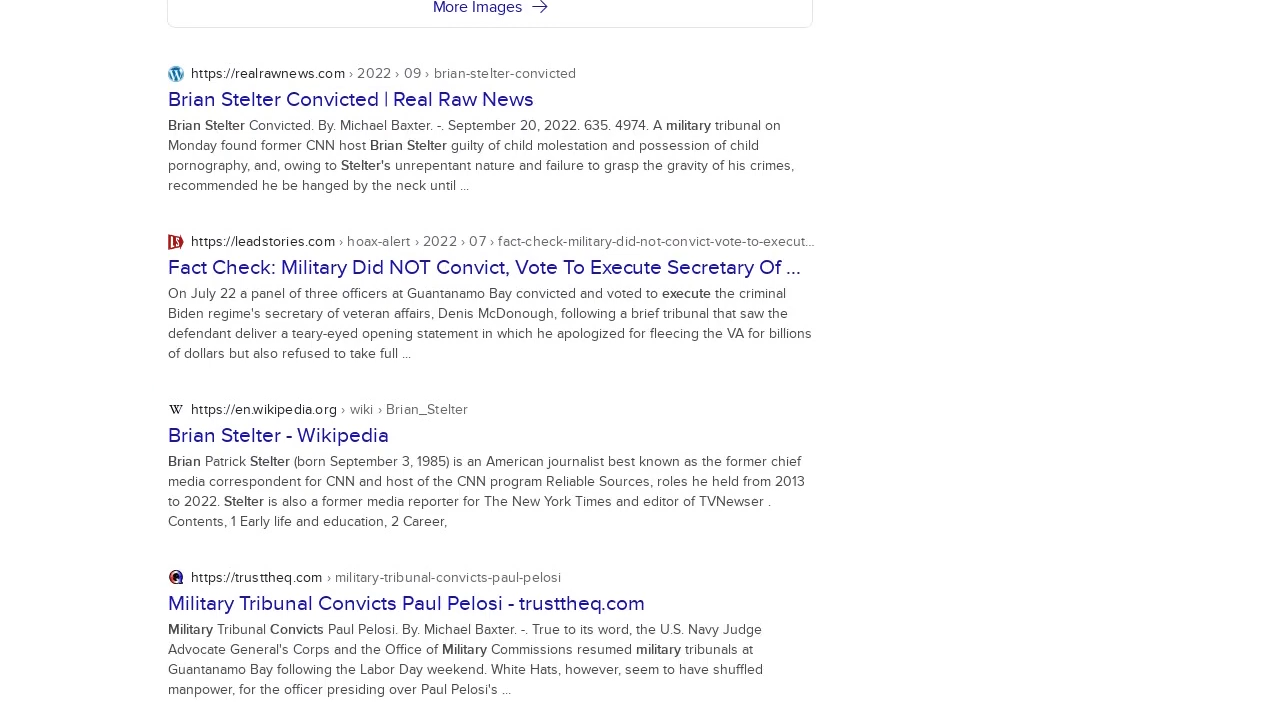 More Images →
https://realrawnews.com › 2022 › 09 › brian-stelter-convicted
Brian Stelter Convicted | Real Raw News
Brian Stelter Convicted. By. Michael Baxter. -. September 20, 2022. 635. 4974. A military tribunal on
Monday found former CNN host Brian Stelter guilty of child molestation and possession of child
pornography, and, owing to Stelter's unrepentant nature and failure to grasp the gravity of his crimes,
recommended he be hanged by the neck until ...
https://leadstories.com › hoax-alert › 2022 › 07 › fact-check-military-did-not-convict-vote-to-execut...
Fact Check: Military Did NOT Convict, Vote To Execute Secretary Of ...
On July 22 a panel of three officers at Guantanamo Bay convicted and voted to execute the criminal
Biden regime's secretary of veteran affairs, Denis McDonough, following a brief tribunal that saw the
defendant deliver a teary-eyed opening statement in which he apologized for fleecing the VA for billions
of dollars but also refused to take full ...
https://en.wikipedia.org › wiki › Brian_Stelter
Brian Stelter - Wikipedia
Brian Patrick Stelter (born September 3, 1985) is an American journalist best known as the former chief
media correspondent for CNN and host of the CNN program Reliable Sources, roles he held from 2013
to 2022. Stelter is also a former media reporter for The New York Times and editor of TVNewser .
Contents, 1 Early life and education, 2 Career,
https://trusttheq.com › military-tribunal-convicts-paul-pelosi
Military Tribunal Convicts Paul Pelosi - trusttheq.com
Military Tribunal Convicts Paul Pelosi. By. Michael Baxter. -. True to its word, the U.S. Navy Judge
Advocate General's Corps and the Office of Military Commissions resumed military tribunals at
Guantanamo Bay following the Labor Day weekend. White Hats, however, seem to have shuffled
manpower, for the officer presiding over Paul Pelosi's ...